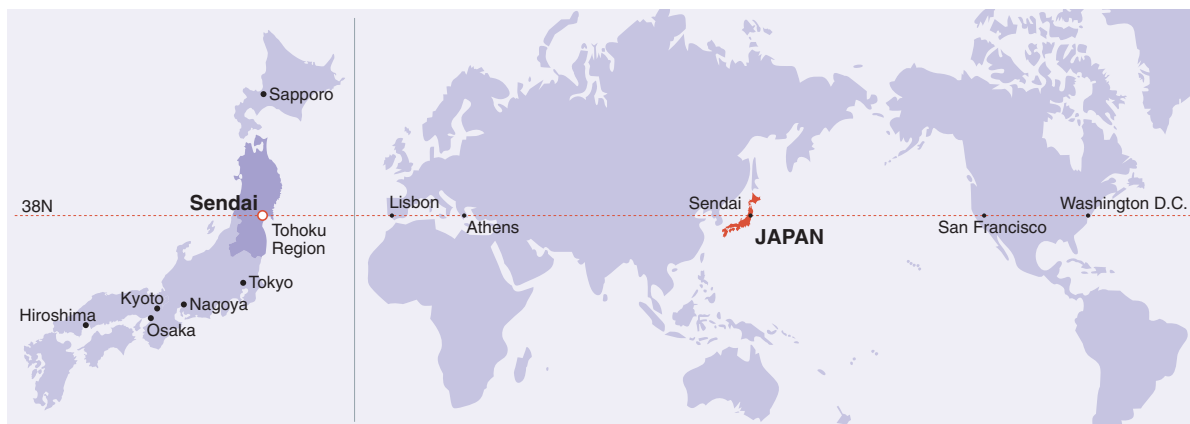 Sapporo
38N
Sendai
Tohoku
Region
Tokyo
Kyoto
Nagoya
Hiroshima
Osaka
Lisbon
Athens
Sendai
JAPAN
San Francisco
Washington D.C.